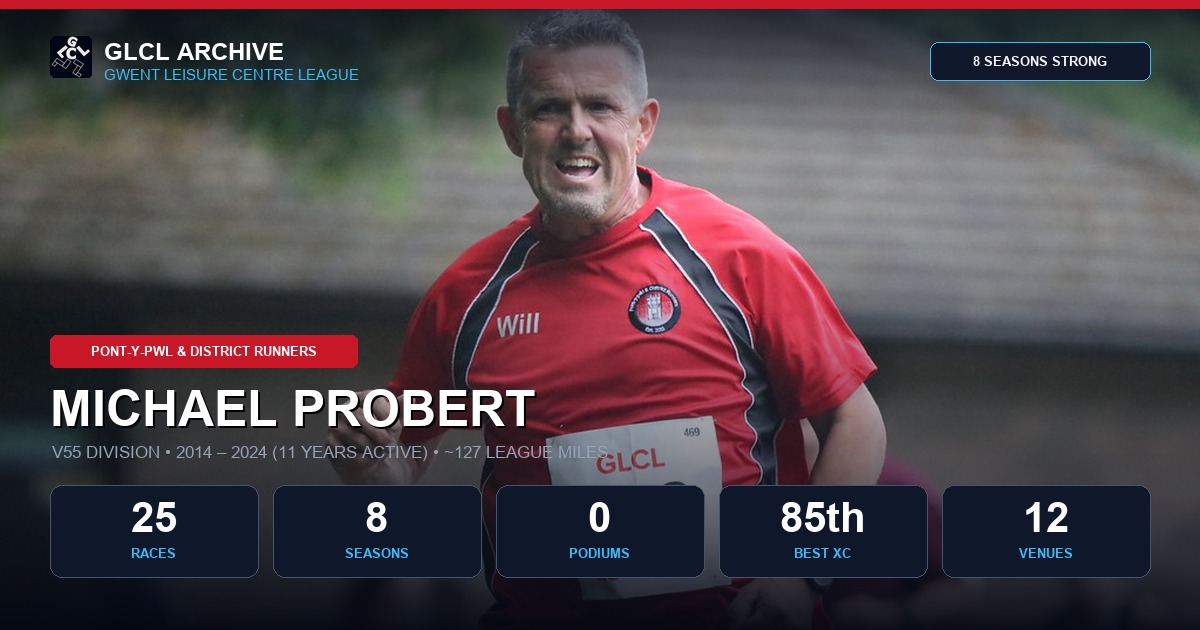 GLCL ARCHIVE
GWENT LEISURE CENTRE LEAGUE
8 SEASONS STRONG
Will
PONT-Y-PWL & DISTRICT RUNNERS
MICHAEL PROBERT
V55 DIVISION • 2014 – 2024 (11 YEARS ACTIVE) • ~127 LEAGUE MILES
469
GLCL
25
RACES
8
SEASONS
0
PODIUMS
85th
BEST XC
12
VENUES